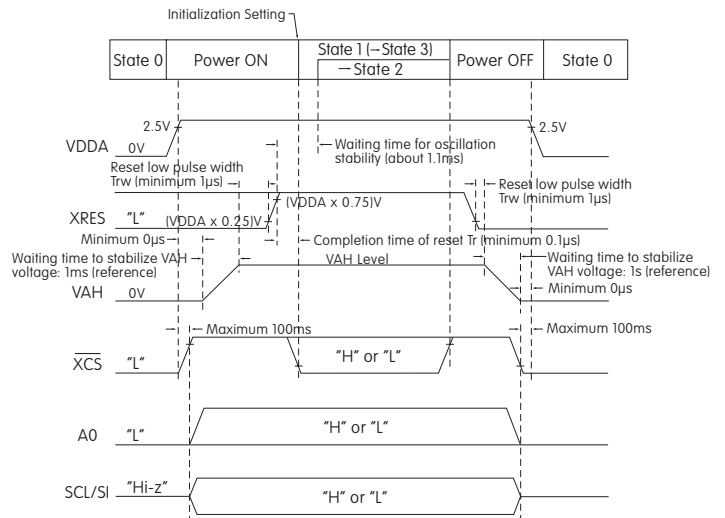 Initialization Setting
State 0
Power ON
State 1 (→State 3)
→ State 2
Power OFF
State 0
VDDA
2.5V
0V
2.5V
Waiting time for oscillation
stability (about 1.1ms)
Reset low pulse width
Trw (minimum 1µs)
Reset low pulse width
Trw (minimum 1µs)
(VDDA x 0.75)V
XRES
"L"
(VDDA x 0.25)V
Minimum 0µs
Completion time of reset Tr (minimum 0.1µs)
Waiting time to stabilize VAH
voltage: 1ms (reference)
VAH Level
Waiting time to stabilize
VAH voltage: 1s (reference)
VAH
0V
Minimum 0µs
Maximum 100ms
Maximum 100ms
XCS
"L"
"H" or "L"
A0
"L"
"H" or "L"
SCL/SI
"Hi-z"
"H" or "L"